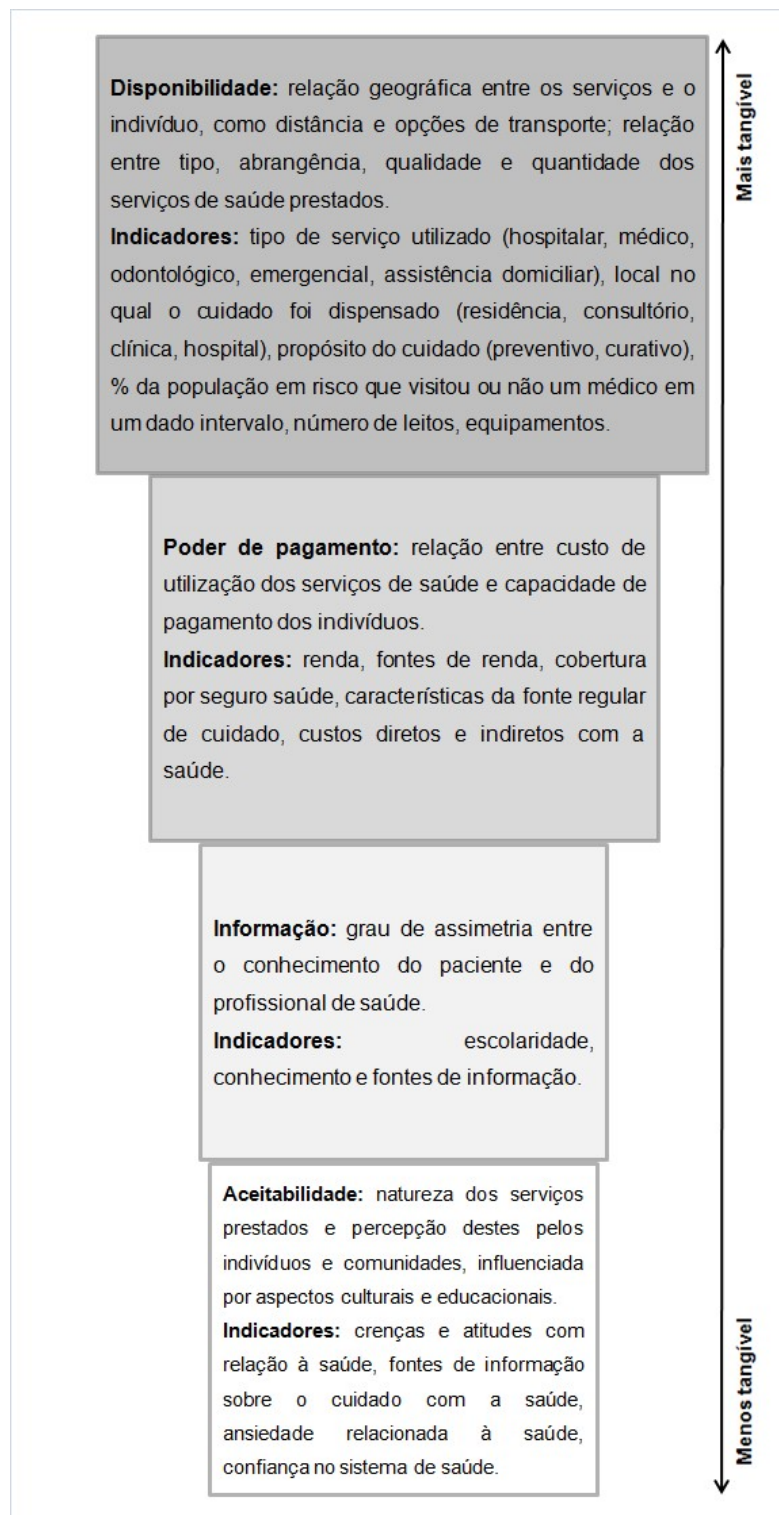 Disponibilidade: relação geográfica entre os serviços e o
indivíduo, como distância e opções de transporte; relação
entre tipo, abrangência, qualidade e quantidade dos
serviços de saúde prestados.
Indicadores: tipo de serviço utilizado (hospitalar, médico,
odontológico, emergencial, assistência domiciliar), local no
qual o cuidado foi dispensado (residência, consultório,
clínica, hospital), propósito do cuidado (preventivo, curativo),
% da população em risco que visitou ou não um médico em
um dado intervalo, número de leitos, equipamentos.
Mais tangível
Poder de pagamento: relação entre custo de
utilização dos serviços de saúde e capacidade de
pagamento dos indivíduos.
Indicadores: renda, fontes de renda, cobertura
por seguro saúde, características da fonte regular
de cuidado, custos diretos e indiretos com a
saúde.
Informação: grau de assimetria entre
o conhecimento do paciente e do
profissional de saúde.
Indicadores: escolaridade,
conhecimento e fontes de informação.
Aceitabilidade: natureza dos serviços
prestados e percepção destes pelos
indivíduos e comunidades, influenciada
por aspectos culturais e educacionais.
Indicadores: crenças e atitudes com
relação à saúde, fontes de informação
sobre o cuidado com a saúde,
ansiedade relacionada à saúde,
confiança no sistema de saúde.
Menos tangível